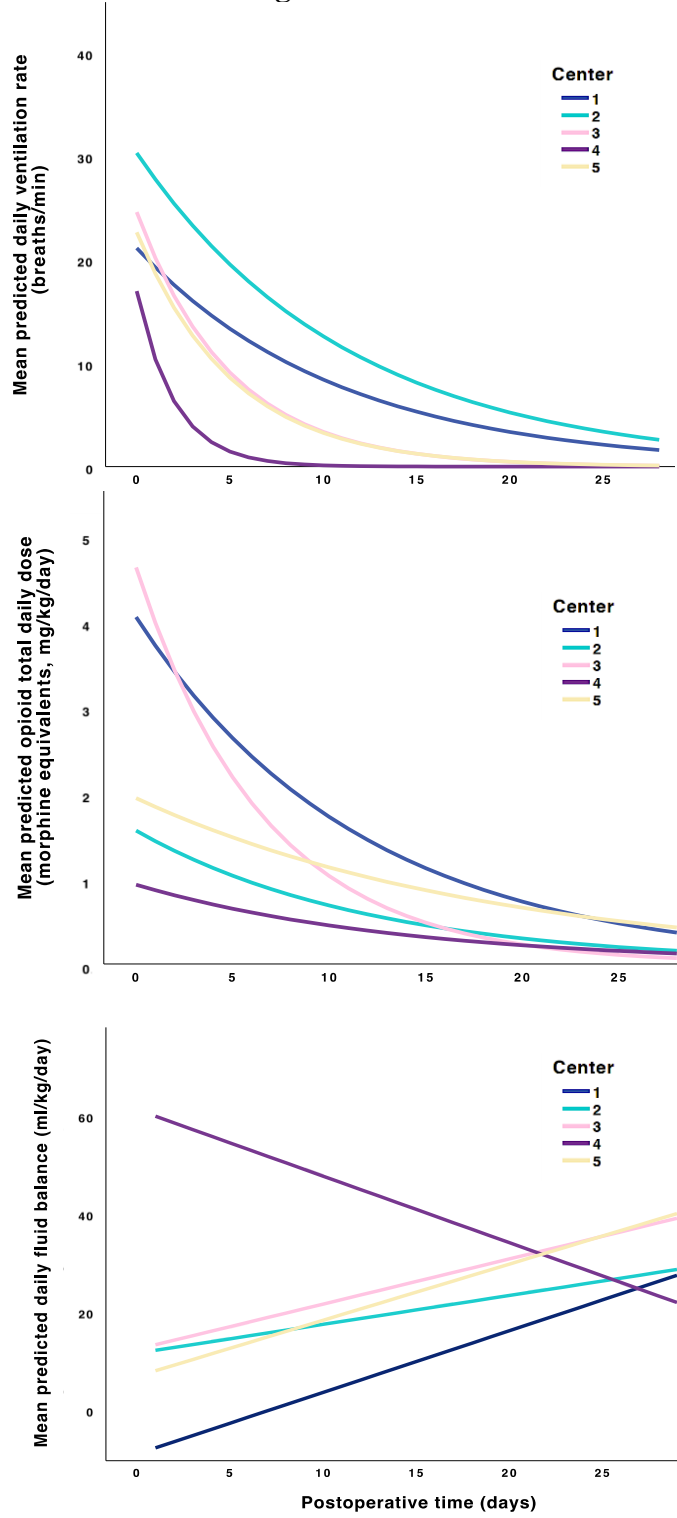 Mean predicted daily ventilation rate
(breaths/min)
40
30
20
10
0
0 5 10 15 20 25
Center
1
2
3
4
5
Mean predicted opioid total daily dose
(morphine equivalents, mg/kg/day)
5
4
3
2
1
0
0 5 10 15 20 25
Center
1
2
3
4
5
Mean predicted daily fluid balance (ml/kg/day)
60
40
20
0
0 5 10 15 20 25
Center
1
2
3
4
5
Postoperative time (days)